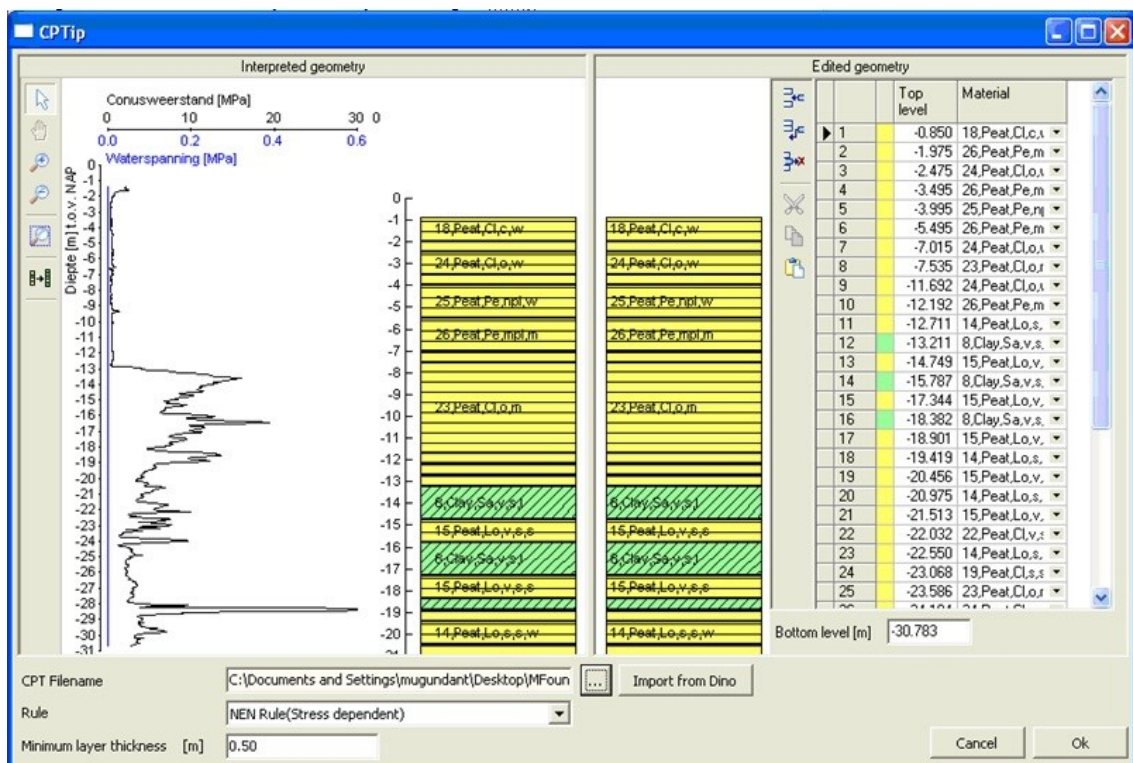 CPTip
Interpreted geometry
Edited geometry
Conusweerstand [MPa]
0 10 20 30 0
0.0 0.2 0.4 0.6
Waterspanning [MPa]
Diepte [m] t.o.v. NAP
0
-1
-2
-3
-4
-5
-6
-7
-8
-9
-10
-11
-12
-13
-14
-15
-16
-17
-18
-19
-20
-21
-22
-23
-24
-25
-26
-27
-28
-29
-30
-31
0
-1
-2
-3
-4
-5
-6
-7
-8
-9
-10
-11
-12
-13
-14
-15
-16
-17
-18
-19
-20
18,Peat,Cl,c,w
24,Peat,Cl,o,w
25,Peat,Pe,npl,w
26,Peat,Pe,mpl,m
23,Peat,Cl,o,m
8,Clay,Sa,v,s,l
15,Peat,Lo,v,s,s
8,Clay,Sa,v,s,l
15,Peat,Lo,v,s,s
14,Peat,Lo,s,s,w
18,Peat,Cl,c,w
24,Peat,Cl,o,w
25,Peat,Pe,npl,w
26,Peat,Pe,mpl,m
23,Peat,Cl,o,m
8,Clay,Sa,v,s,l
15,Peat,Lo,v,s,s
8,Clay,Sa,v,s,l
15,Peat,Lo,v,s,s
14,Peat,Lo,s,s,w
Top level Material
1 -0.850 18,Peat,Cl,c,
2 -1.975 26,Peat,Pe,m
3 -2.475 24,Peat,Cl,o,
4 -3.495 26,Peat,Pe,m
5 -3.995 25,Peat,Pe,n
6 -5.495 26,Peat,Pe,m
7 -7.015 24,Peat,Cl,o,
8 -7.535 23,Peat,Cl,o,
9 -11.692 24,Peat,Cl,o,
10 -12.192 26,Peat,Pe,m
11 -12.711 14,Peat,Lo,s,
12 -13.211 8,Clay,Sa,v,s,
13 -14.749 15,Peat,Lo,v,
14 -15.787 8,Clay,Sa,v,s,
15 -17.344 15,Peat,Lo,v,
16 -18.382 8,Clay,Sa,v,s,
17 -18.901 15,Peat,Lo,v,
18 -19.419 14,Peat,Lo,s,
19 -20.456 15,Peat,Lo,v,
20 -20.975 14,Peat,Lo,s,
21 -21.513 15,Peat,Lo,v,
22 -22.032 22,Peat,Cl,v,
23 -22.550 14,Peat,Lo,s,
24 -23.068 19,Peat,Cl,s,
25 -23.586 23,Peat,Cl,o,
Bottom level [m] -30.783
CPT Filename C:\Documents and Settings\mugundant\Desktop\MFoun ... Import from Dino
Rule NEN Rule(Stress dependent)
Minimum layer thickness [m] 0.50
Cancel Ok